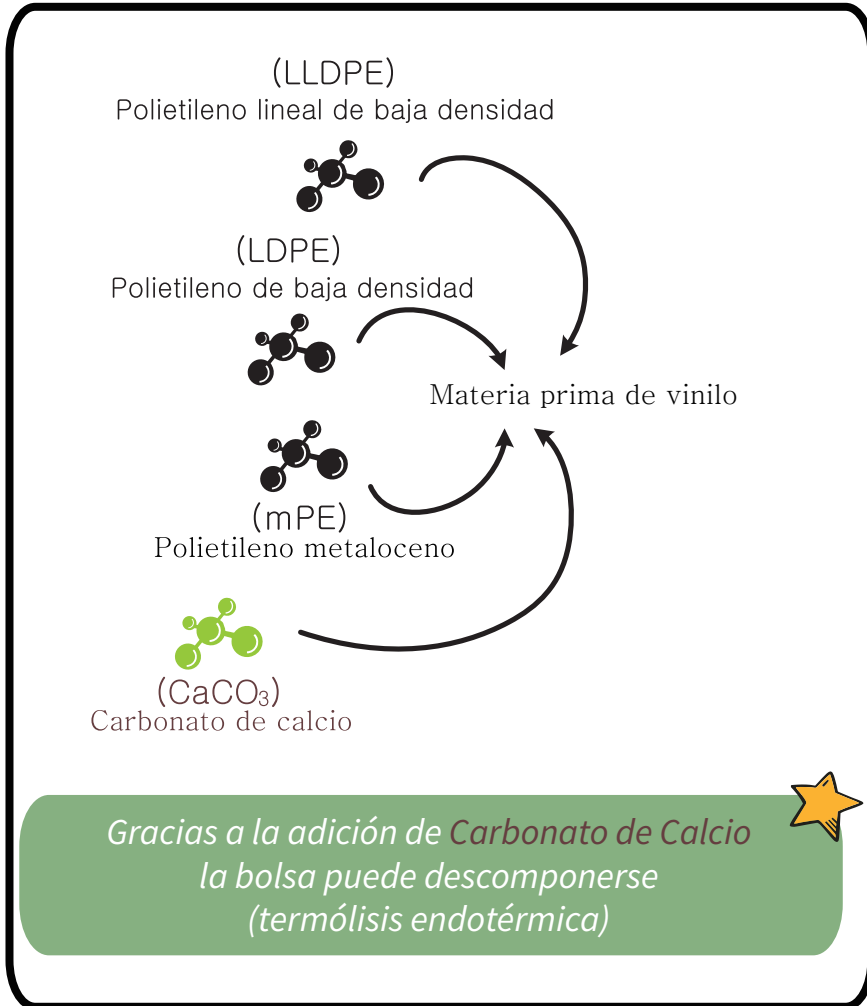 (LLDPE)
Polietileno lineal de baja densidad
(LDPE)
Polietileno de baja densidad
Materia prima de vinilo
(mPE)
Polietileno metaloceno
(CaCO₃)
Carbonato de calcio
Gracias a la adición de Carbonato de Calcio
la bolsa puede descomponerse
(termólisis endotérmica)